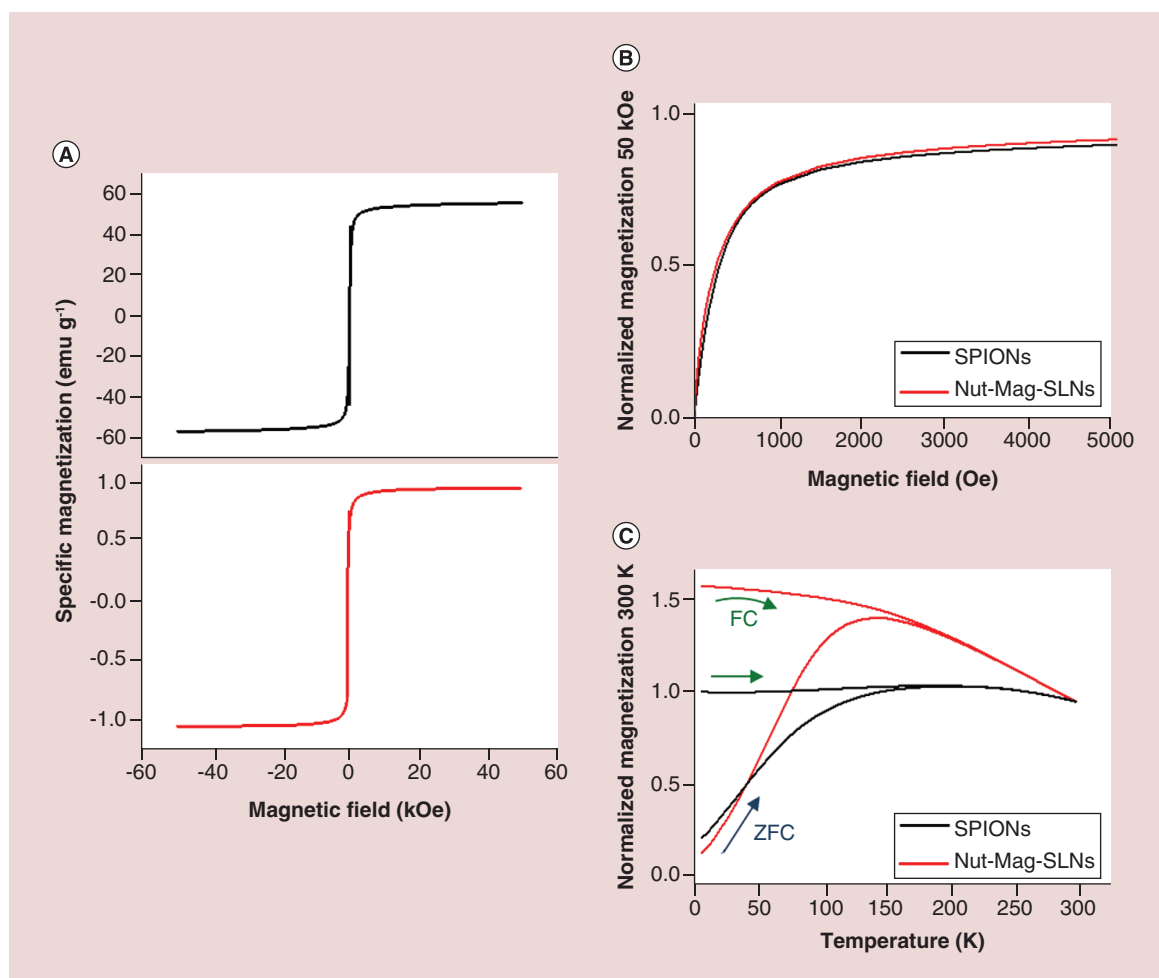 A
Specific magnetization (emu g-1)
60
40
20
0
-20
-40
-60
1.0
0.5
-0.0
-0.5
-1.0
-60 -40 -20 0 20 40 60
Magnetic field (kOe)
B
Normalized magnetization 50 kOe
1.0
0.5
0.0
SPIONs
Nut-Mag-SLNs
0 1000 2000 3000 4000 5000
Magnetic field (Oe)
C
Normalized magnetization 300 K
1.5
1.0
0.5
0.0
FC
ZFC
SPIONs
Nut-Mag-SLNs
0 50 100 150 200 250 300
Temperature (K)